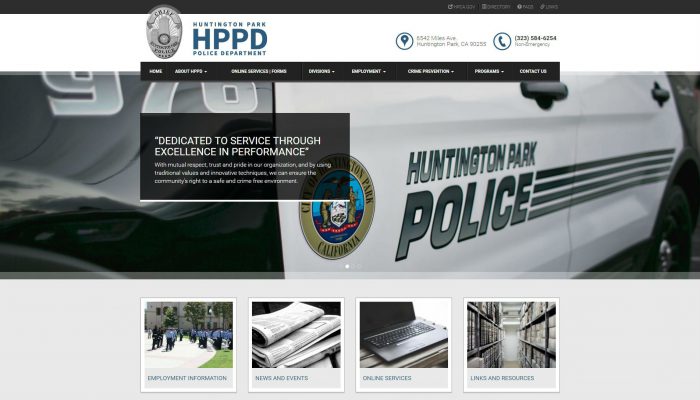 HPCA.GOV DIRECTORY FAQS LINKS
CHIEF
HUNTINGTON PARK
HPPD
POLICE DEPARTMENT
6542 Miles Ave.
Huntington Park, CA 90255
(323) 584-6254
Non-Emergency
HOME ABOUT HPPD ONLINE SERVICES | FORMS DIVISIONS EMPLOYMENT CRIME PREVENTION PROGRAMS CONTACT US
976
“DEDICATED TO SERVICE THROUGH
EXCELLENCE IN PERFORMANCE”
With mutual respect, trust and pride in our organization, and by using
traditional values and innovative techniques, we can ensure the
community's right to a safe and crime free environment.
CITY OF HUNTINGTON PARK
CALIFORNIA
HUNTINGTON PARK
POLICE
EMPLOYMENT INFORMATION
NEWS AND EVENTS
ONLINE SERVICES
LINKS AND RESOURCES